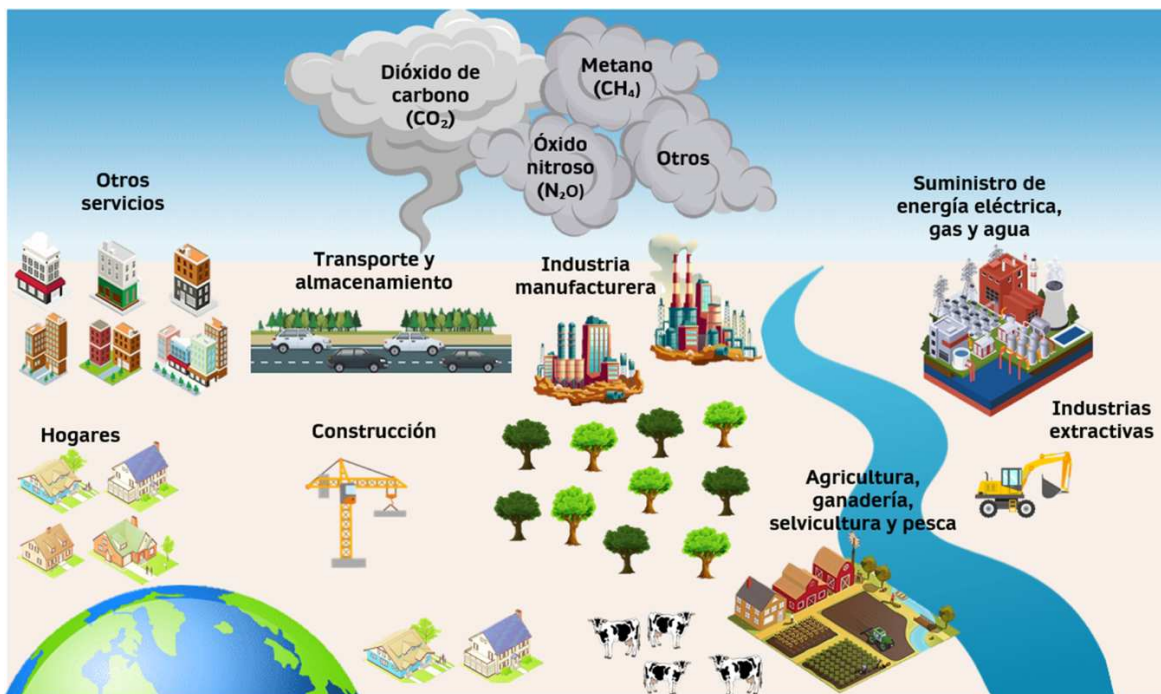 Dióxido de
carbono
(CO₂)
Metano
(CH₄)
Óxido
nitroso
(N₂O)
Otros
Otros
servicios
Suministro de
energía eléctrica,
gas y agua
Transporte y
almacenamiento
Industria
manufacturera
Hogares
Construcción
Industrias
extractivas
Agricultura,
ganadería,
selvicultura y pesca